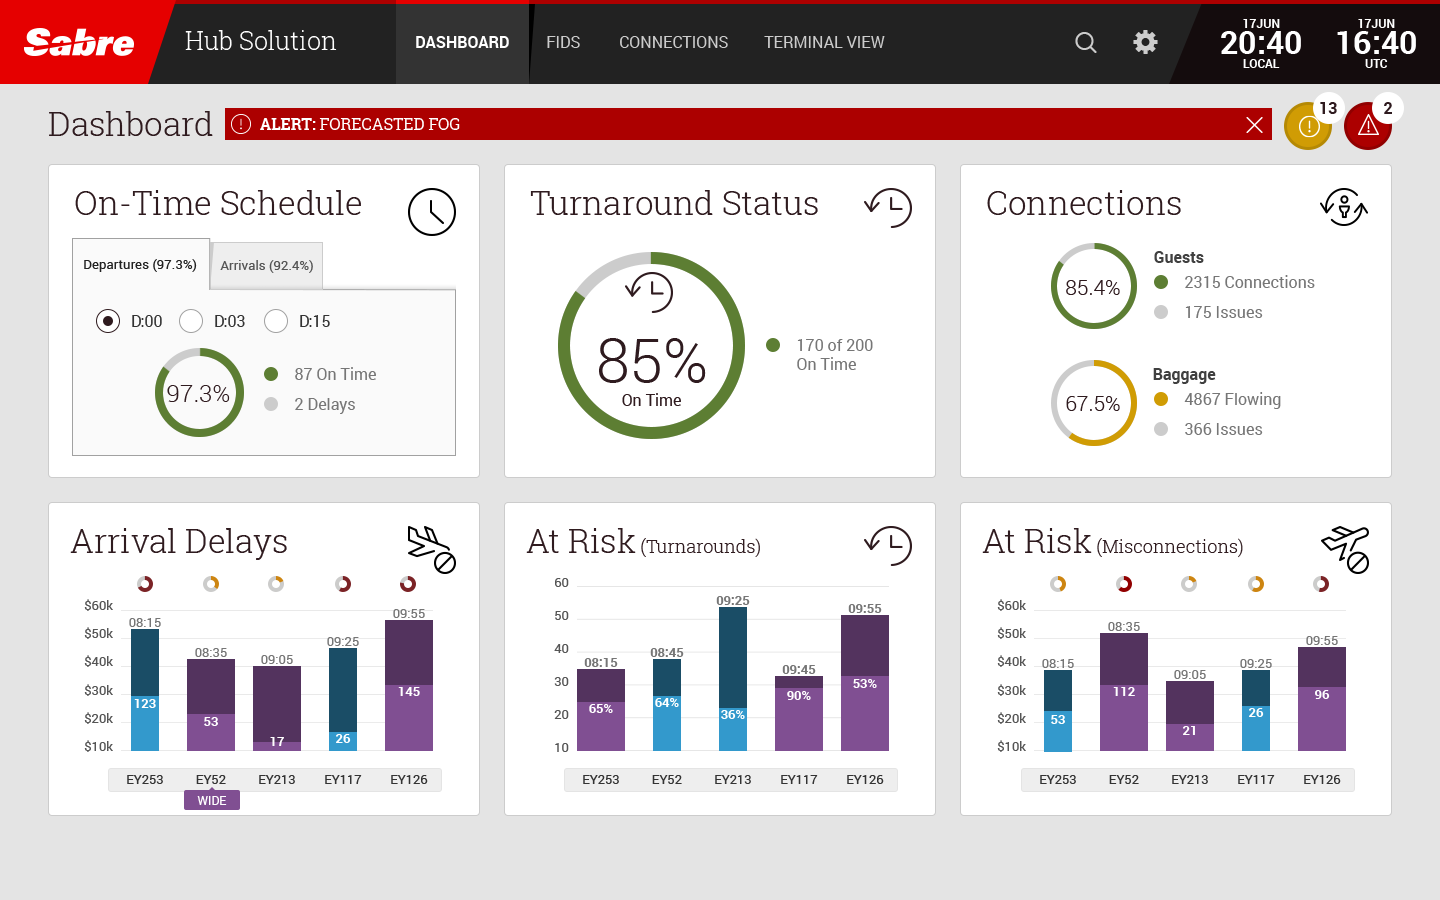 Sabre
Hub Solution
DASHBOARD
FIDS
CONNECTIONS
TERMINAL VIEW
17JUN
20:40
LOCAL
17JUN
16:40
UTC
Dashboard
ALERT: FORECASTED FOG
13
2
On-Time Schedule
Departures (97.3%)
Arrivals (92.4%)
D:00
D:03
D:15
97.3%
87 On Time
2 Delays
Turnaround Status
85%
On Time
170 of 200
On Time
Connections
85.4%
Guests
2315 Connections
175 Issues
67.5%
Baggage
4867 Flowing
366 Issues
Arrival Delays
$60k
$50k
$40k
$30k
$20k
$10k
08:15
08:35
09:05
09:25
09:55
123
53
17
26
145
EY253
EY52
EY213
EY117
EY126
WIDE
At Risk (Turnarounds)
60
50
40
30
20
10
08:15
08:45
09:25
09:45
09:55
65%
64%
36%
90%
53%
EY253
EY52
EY213
EY117
EY126
At Risk (Misconnections)
$60k
$50k
$40k
$30k
$20k
$10k
08:15
08:35
09:05
09:25
09:55
53
112
21
26
96
EY253
EY52
EY213
EY117
EY126